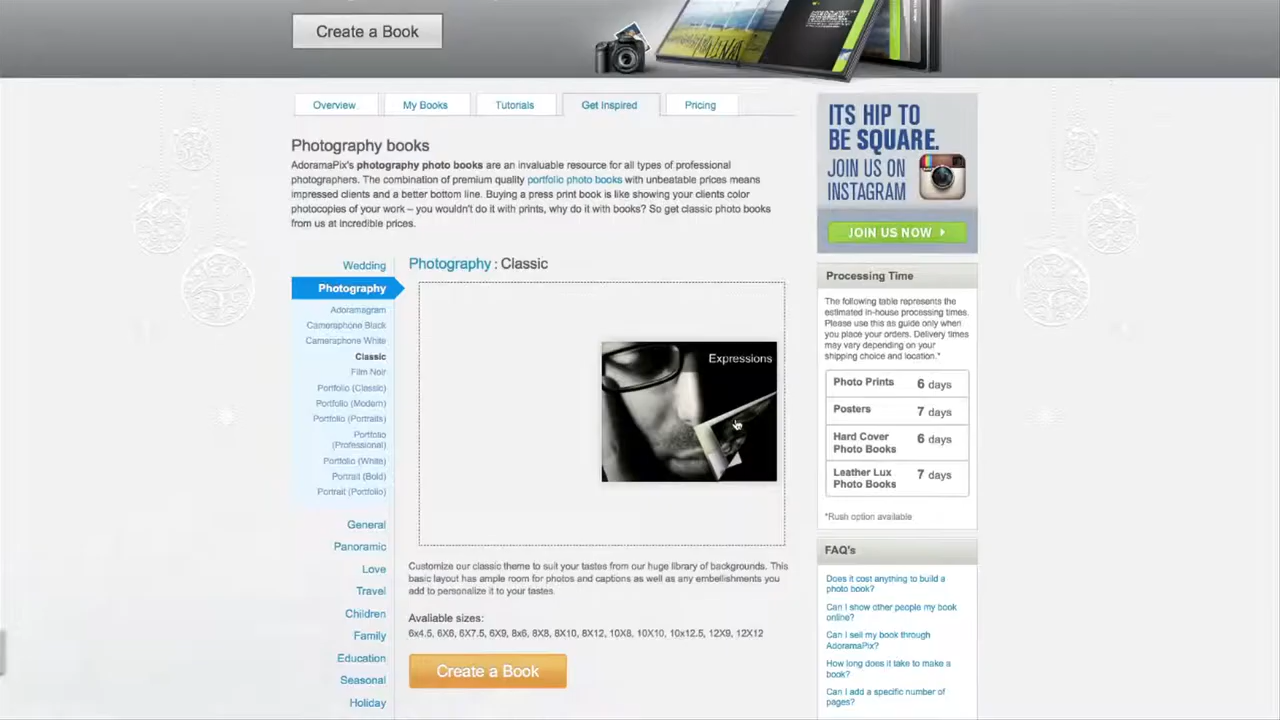 Create a Book
Overview
My Books
Tutorials
Get Inspired
Pricing
Photography books
AdoramaPix's photography photo books are an invaluable resource for all types of professional
photographers. The combination of premium quality portfolio photo books with unbeatable prices means
impressed clients and a better bottom line. Buying a press print book is like showing your clients color
photocopies of your work – you wouldn't do it with prints, why do it with books? So get classic photo books
from us at incredible prices.
Wedding
Photography
Adoramagram
Cameraphone Black
Cameraphone White
Classic
Film Noir
Portfolio (Classic)
Portfolio (Modern)
Portfolio (Portraits)
Portfolio
(Professional)
Portfolio (White)
Portrait (Bold)
Portrait (Portfolio)
General
Panoramic
Love
Travel
Children
Family
Education
Seasonal
Holiday
Photography : Classic
Expressions
Customize our classic theme to suit your tastes from our huge library of backgrounds. This
basic layout has ample room for photos and captions as well as any embellishments you
add to personalize it to your tastes.
Available sizes:
6x4.5, 6X6, 6X7.5, 6X9, 8x6, 8X8, 8X10, 8X12, 10X8, 10X10, 10x12.5, 12X9, 12X12
Create a Book
ITS HIP TO
BE SQUARE.
JOIN US ON
INSTAGRAM
JOIN US NOW
Processing Time
The following table represents the
estimated in-house processing times.
Please use this as guide only when
you place your orders. Delivery times
may vary depending on your
shipping choice and location.*
Photo Prints 6 days
Posters 7 days
Hard Cover
Photo Books 6 days
Leather Lux
Photo Books 7 days
*Rush option available
FAQ's
Does it cost anything to build a
photo book?
Can I show other people my book
online?
Can I sell my book through
AdoramaPix?
How long does it take to make a
book?
Can I add a specific number of
pages?